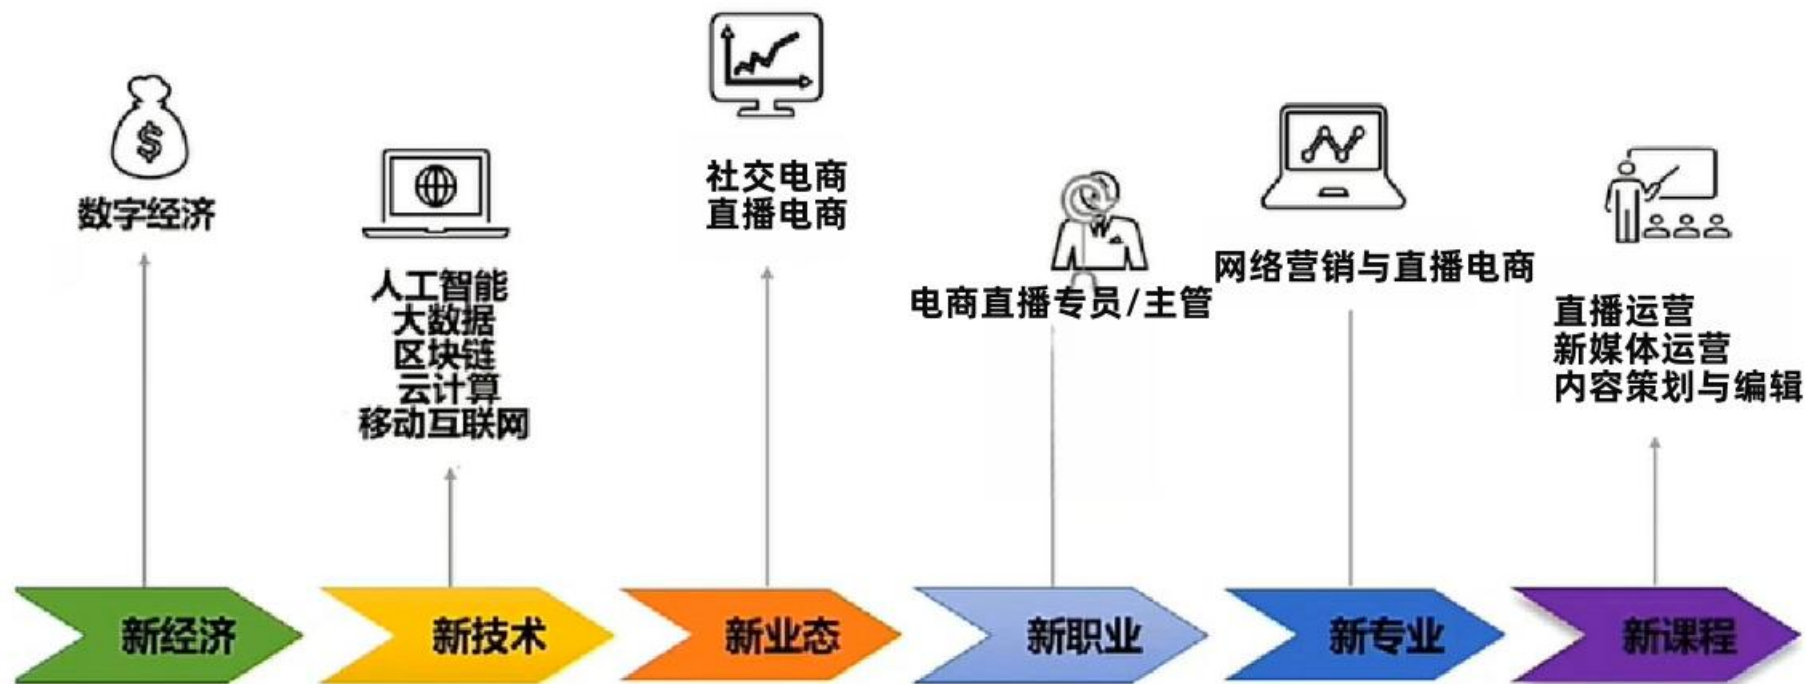 数字经济
人工智能
大数据
区块链
云计算
移动互联网
社交电商
直播电商
电商直播专员/主管
网络营销与直播电商
直播运营
新媒体运营
内容策划与编辑
新经济
新技术
新业态
新职业
新专业
新课程